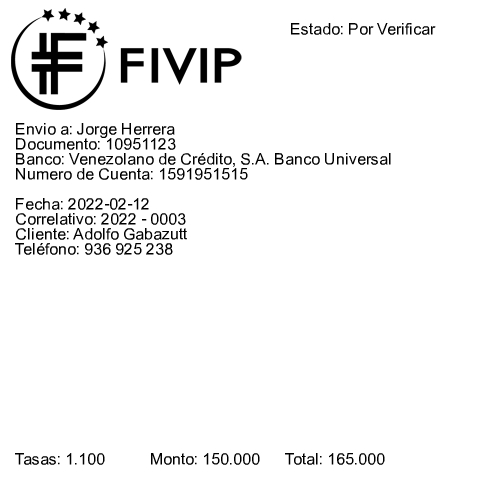 Estado: Por Verificar
FIVIP
Envio a: Jorge Herrera
Documento: 10951123
Banco: Venezolano de Crédito, S.A. Banco Universal
Numero de Cuenta: 1591951515
Fecha: 2022-02-12
Correlativo: 2022 - 0003
Cliente: Adolfo Gabazutt
Teléfono: 936 925 238
Tasas: 1.100 Monto: 150.000 Total: 165.000